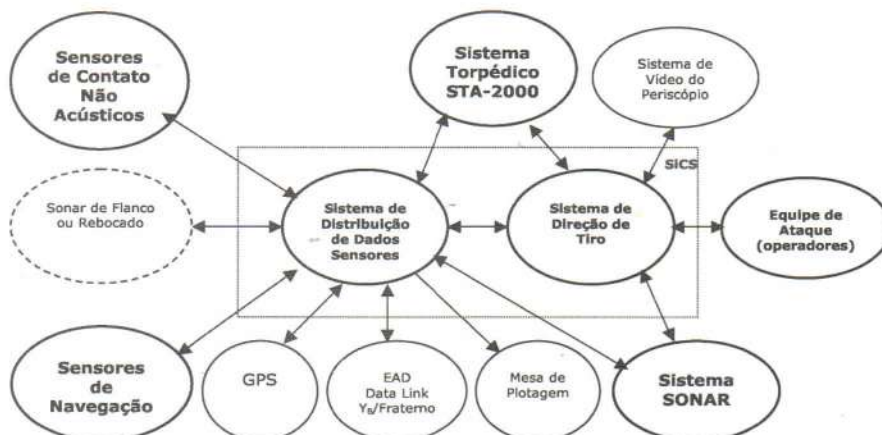 Sensores
de Contato
Não
Acústicos
Sistema
Torpédico
STA-2000
Sistema de
Vídeo do
Periscópio
SICS
Sonar de Flanco
ou Rebocado
Sistema de
Distribuição
de Dados
Sensores
Sistema de
Direção de
Tiro
Equipe de
Ataque
(operadores)
Sensores
de
Navegação
GPS
EAD
Data Link
YB/Fraterno
Mesa de
Plotagem
Sistema
SONAR